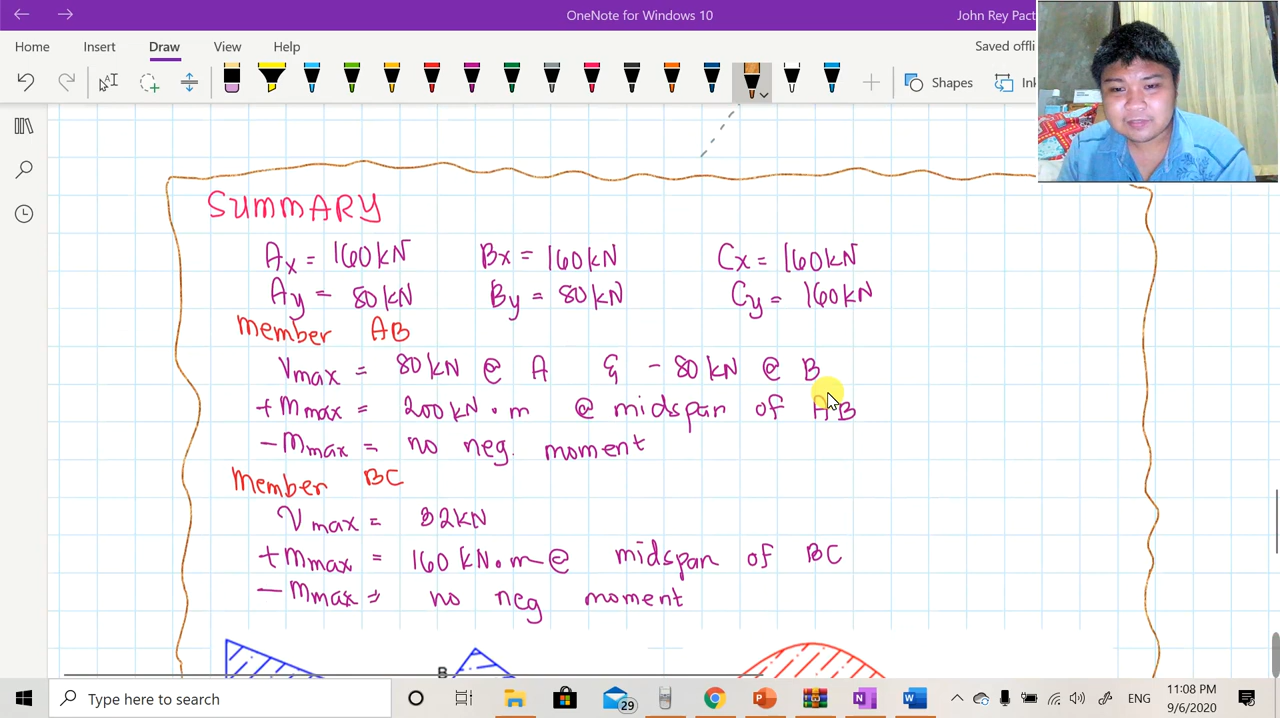 OneNote for Windows 10
John Rey Pact
Home
Insert
Draw
View
Help
Saved offli
Shapes
Ink
SUMMARY
Ax = 160 kN
Bx = 160 kN
Cx = 160 kN
Ay = 80 kN
By = 80 kN
Cy = 160 kN
Member AB
Vmax = 80 kN @ A & - 80 kN @ B
+Mmax = 200 kN·m @ midspan of AB
-Mmax = no neg. moment
Member BC
Vmax = 82 kN
+Mmax = 160 kN·m @ midspan of BC
-Mmax = no neg moment
B
Type here to search
29
ENG
11:08 PM
9/6/2020